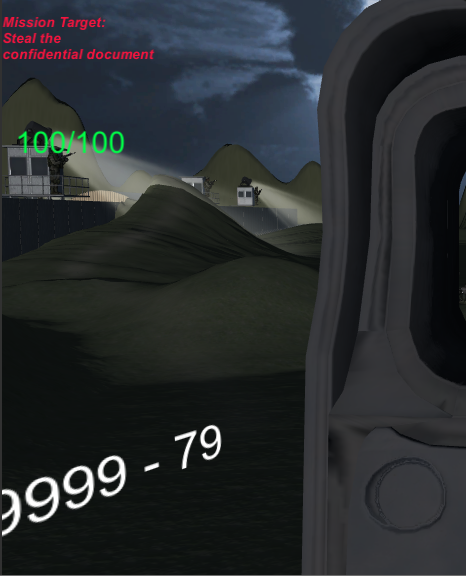 Mission Target:
Steal the
confidential document
100/100
9999 - 79